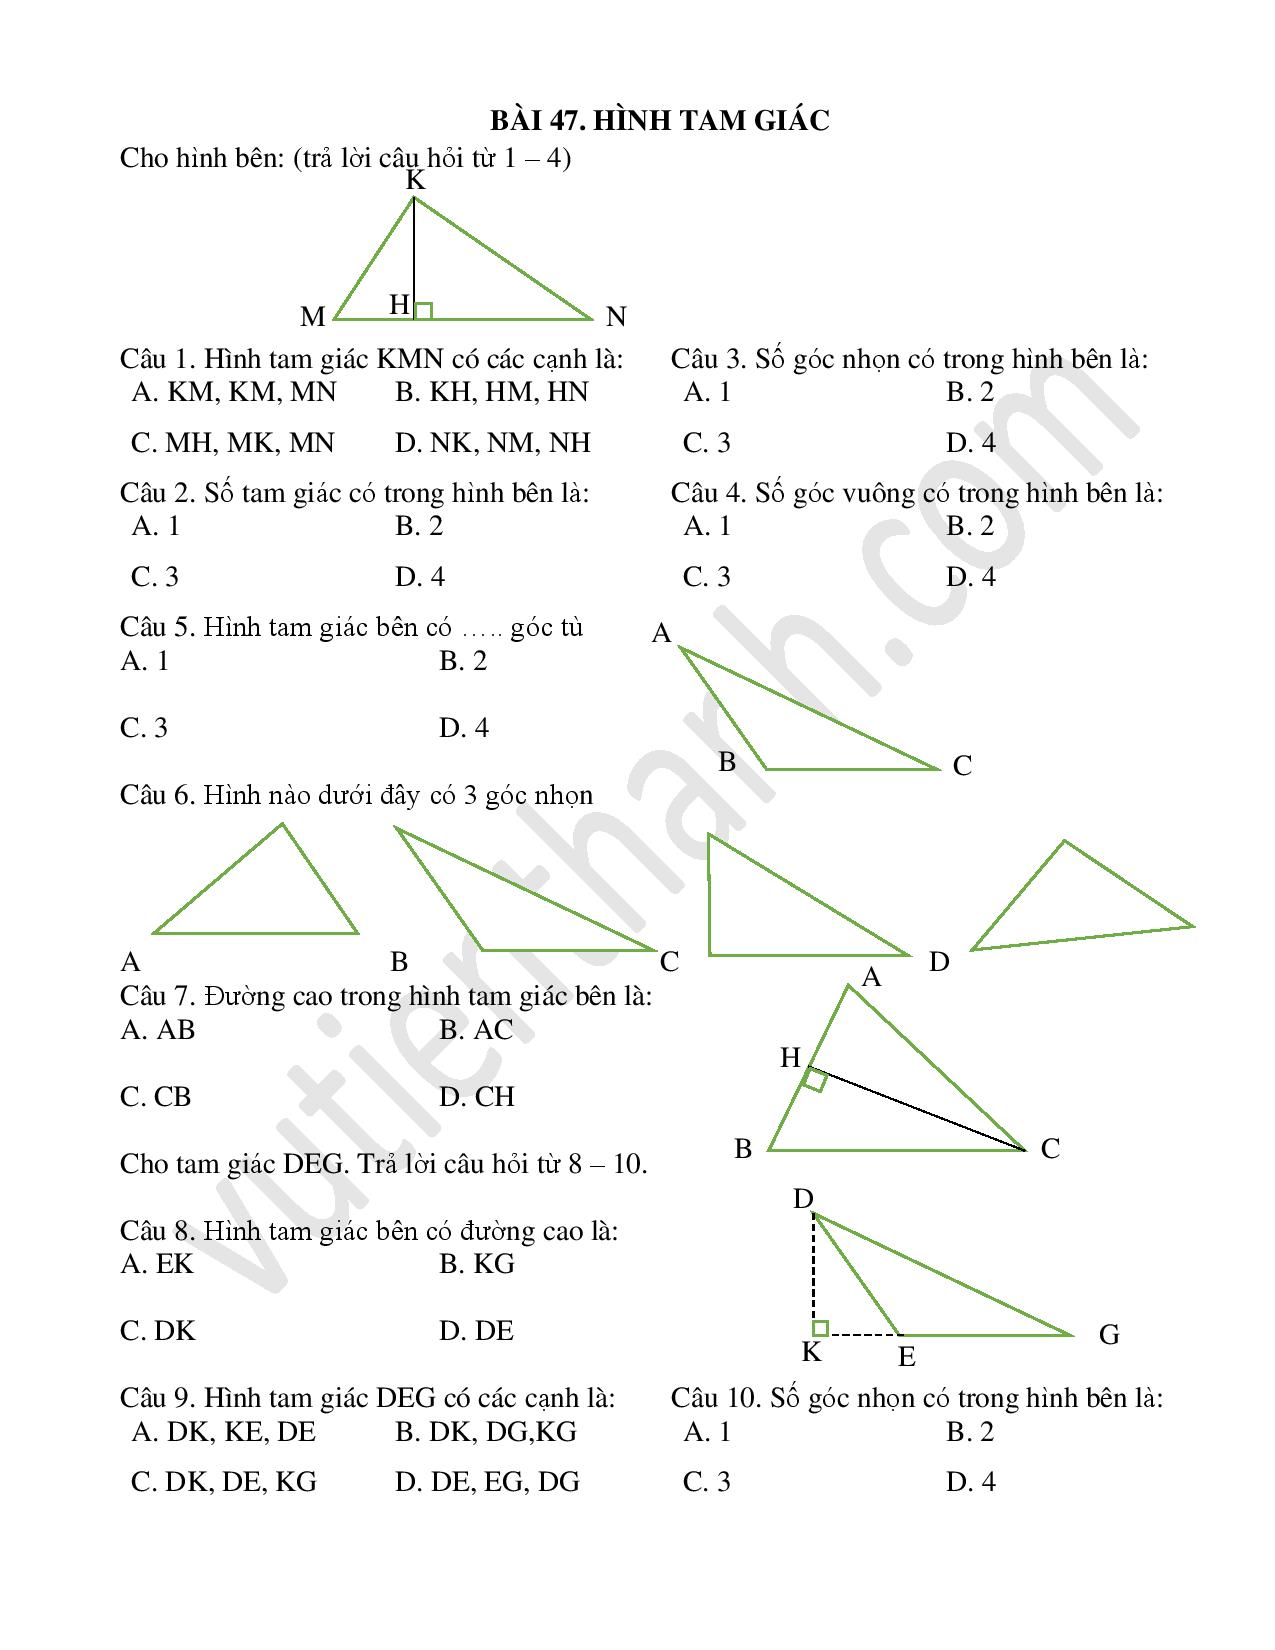 BÀI 47. HÌNH TAM GIÁC
Cho hình bên: (trả lời câu hỏi từ 1 – 4)
K
H
M
N
Câu 1. Hình tam giác KMN có các cạnh là:
A. KM, KM, MN B. KH, HM, HN
C. MH, MK, MN D. NK, NM, NH
Câu 3. Số góc nhọn có trong hình bên là:
A. 1 B. 2
C. 3 D. 4
Câu 2. Số tam giác có trong hình bên là:
A. 1 B. 2
C. 3 D. 4
Câu 4. Số góc vuông có trong hình bên là:
A. 1 B. 2
C. 3 D. 4
Câu 5. Hình tam giác bên có ….. góc tù
A. 1 B. 2
C. 3 D. 4
A
B
C
Câu 6. Hình nào dưới đây có 3 góc nhọn
A B C D
Câu 7. Đường cao trong hình tam giác bên là:
A. AB B. AC
C. CB D. CH
A
H
B
C
Cho tam giác DEG. Trả lời câu hỏi từ 8 – 10.
Câu 8. Hình tam giác bên có đường cao là:
A. EK B. KG
C. DK D. DE
D
K
E
G
Câu 9. Hình tam giác DEG có các cạnh là:
A. DK, KE, DE B. DK, DG,KG
C. DK, DE, KG D. DE, EG, DG
Câu 10. Số góc nhọn có trong hình bên là:
A. 1 B. 2
C. 3 D. 4
vutienthanh.com